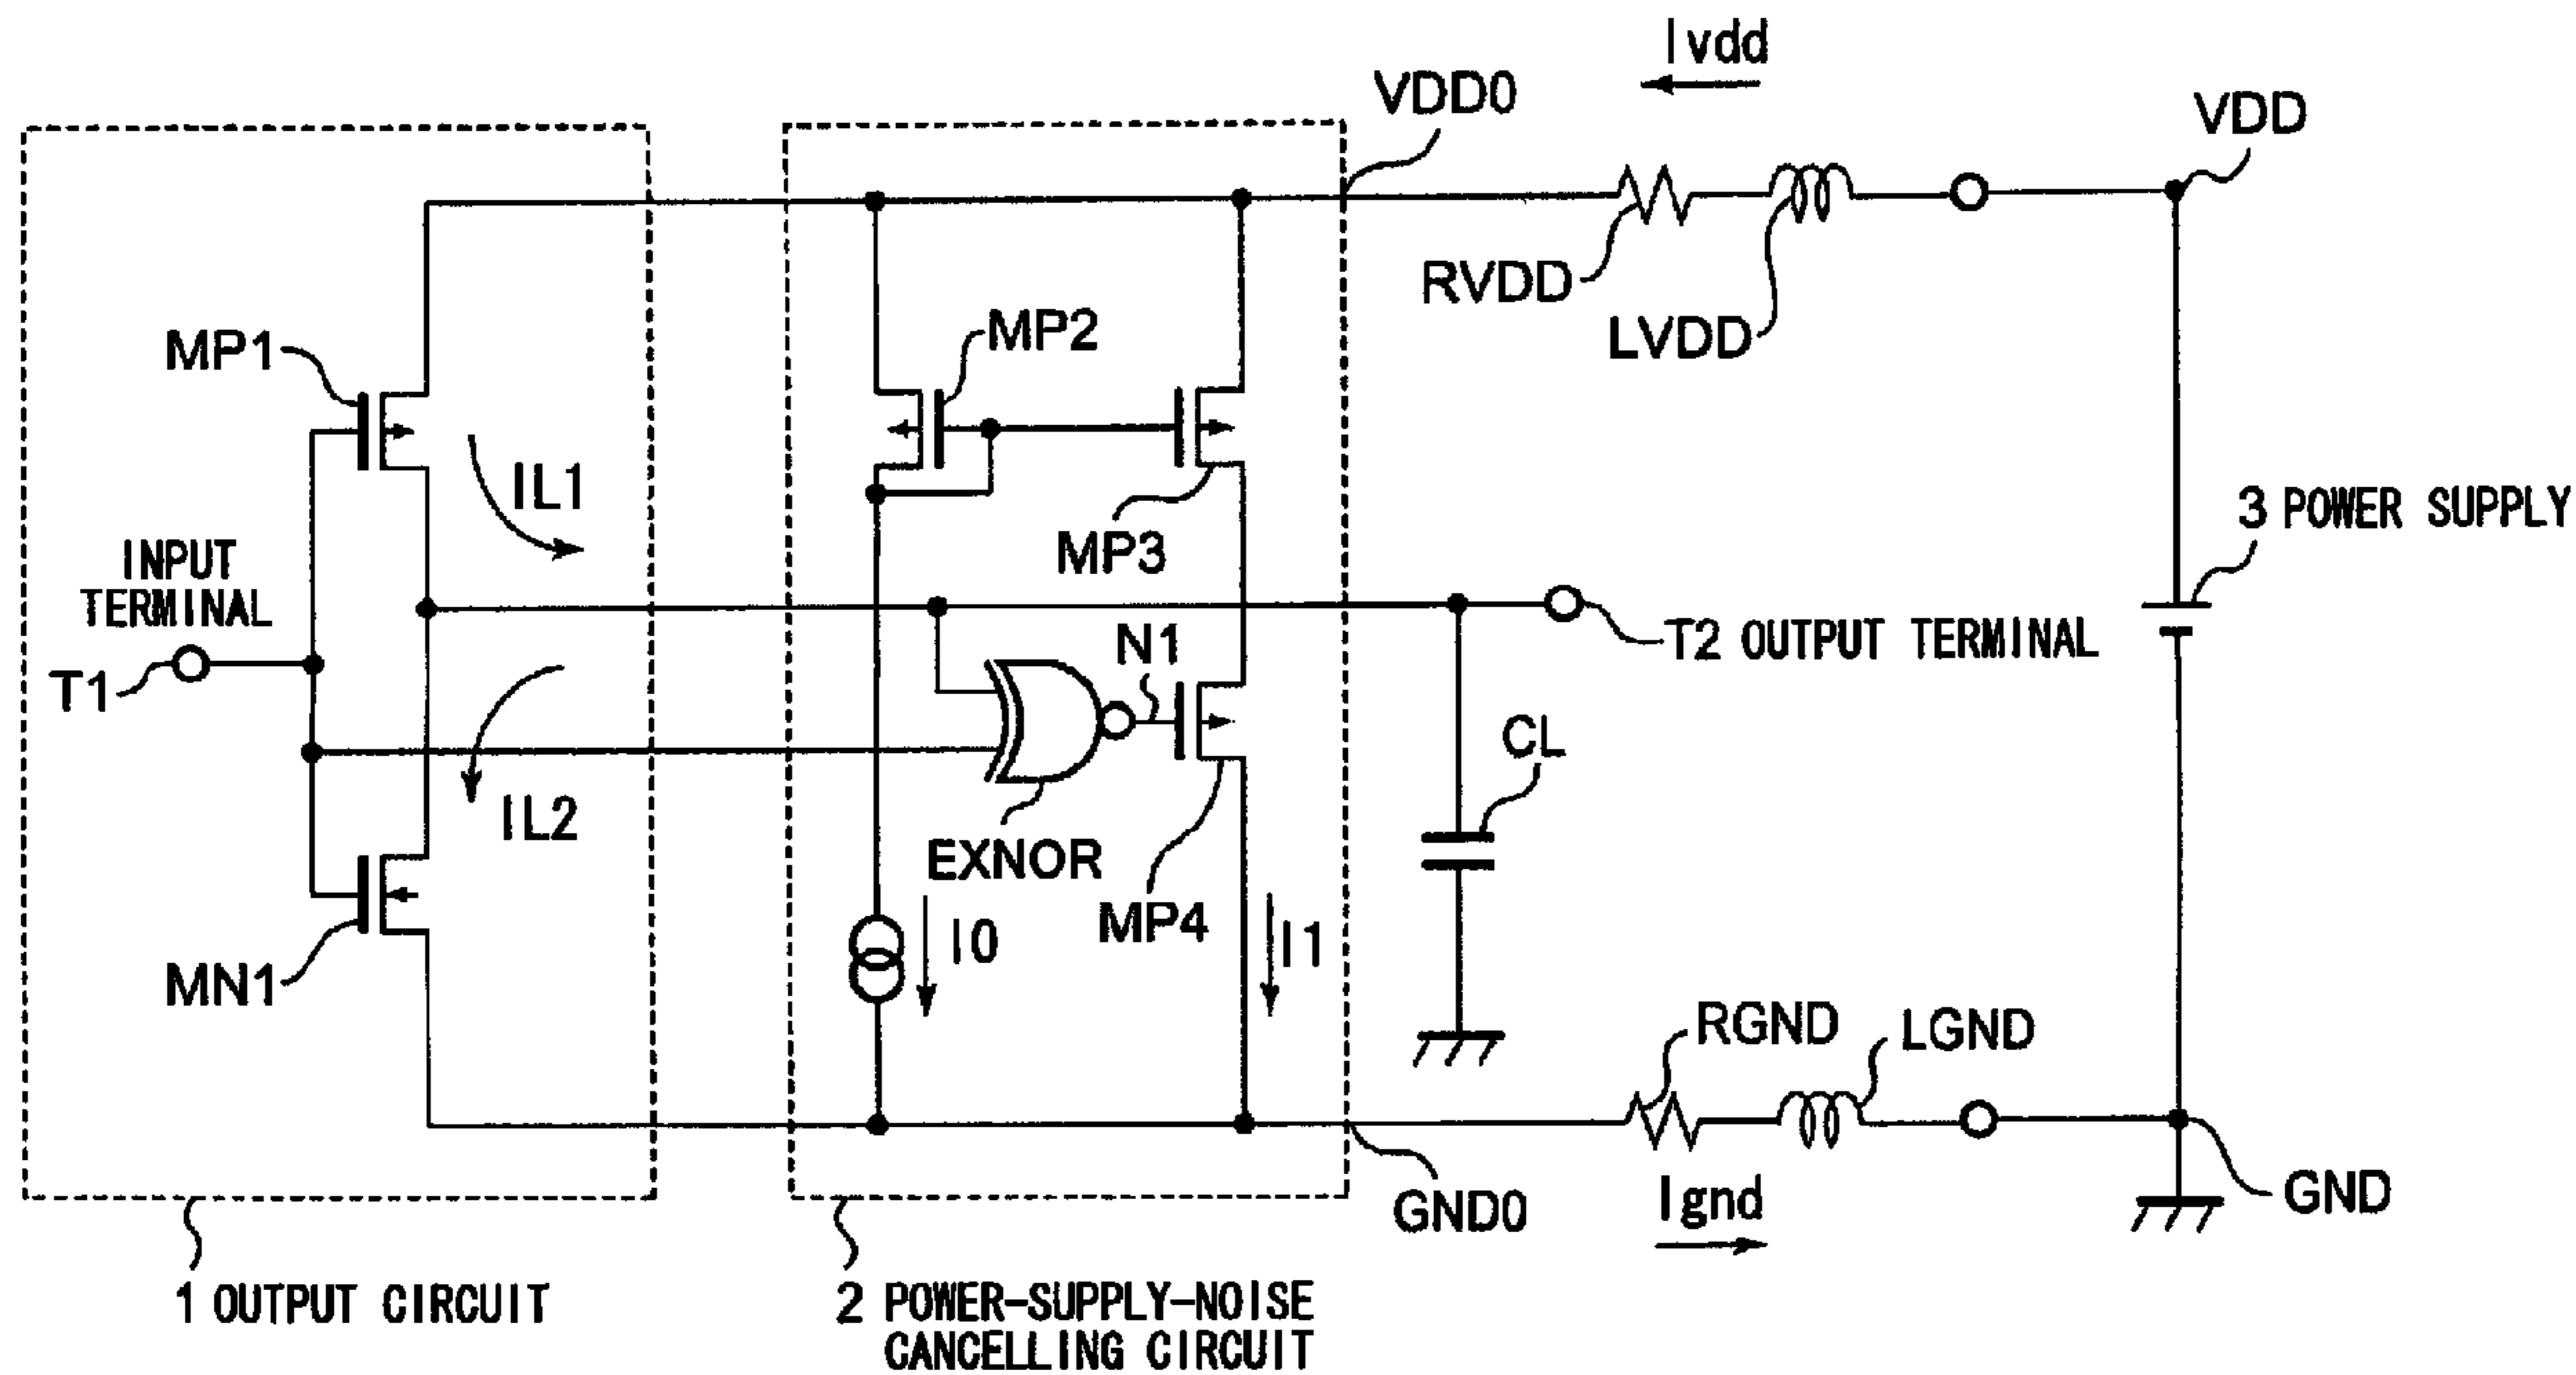 Ivdd
VDD0
VDD
RVDD
LVDD
MP1
MP2
IL1
MP3
3 POWER SUPPLY
INPUT
TERMINAL
T1
N1
T2 OUTPUT TERMINAL
CL
IL2
EXNOR
MP4
I0
I1
MN1
RGND
LGND
GND0
Ignd
GND
1 OUTPUT CIRCUIT
2 POWER-SUPPLY-NOISE
CANCELLING CIRCUIT